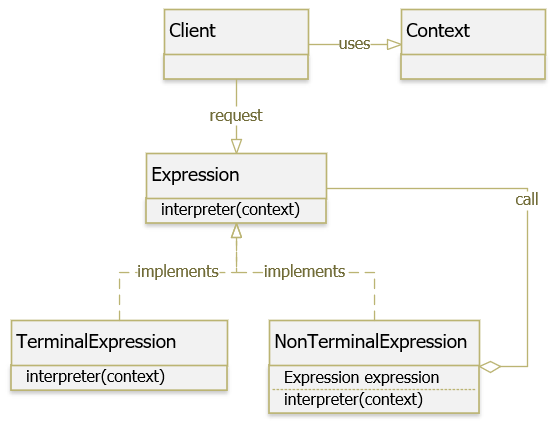 Client
uses
Context
request
Expression
interpreter(context)
call
implements
implements
TerminalExpression
interpreter(context)
NonTerminalExpression
Expression expression
interpreter(context)